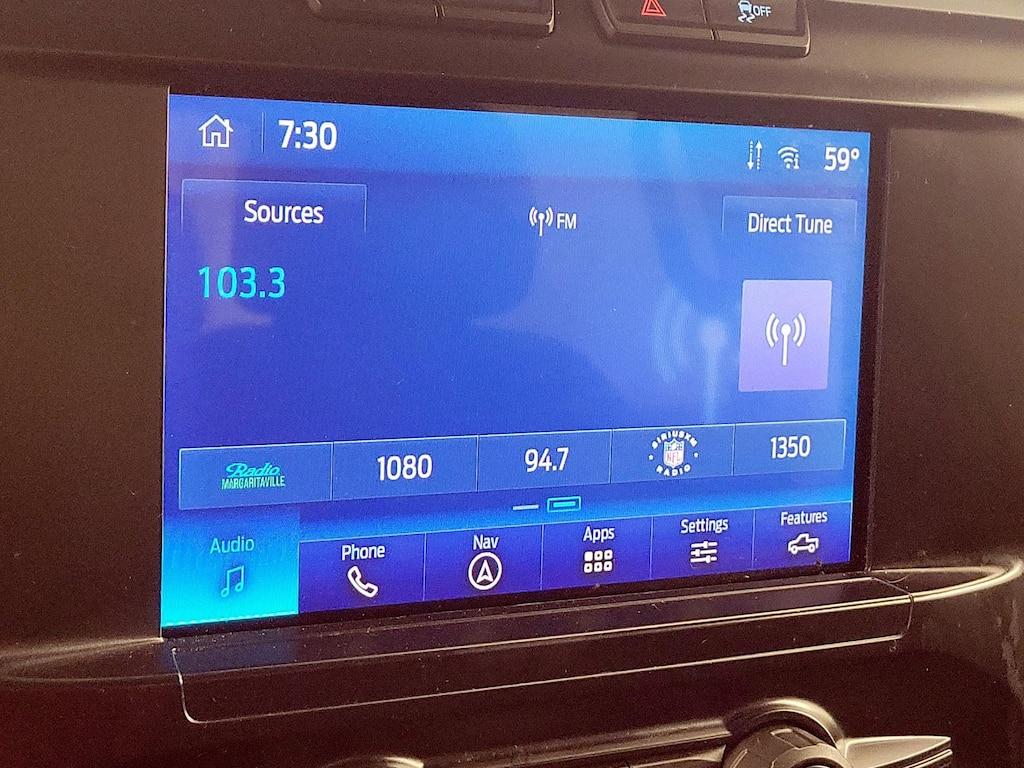 OFF
7:30
59°
Sources
FM
Direct Tune
103.3
Radio
MARGARITAVILLE
1080
94.7
SIRIUSXM
NFL
RADIO
1350
Audio
Phone
Nav
Apps
Settings
Features